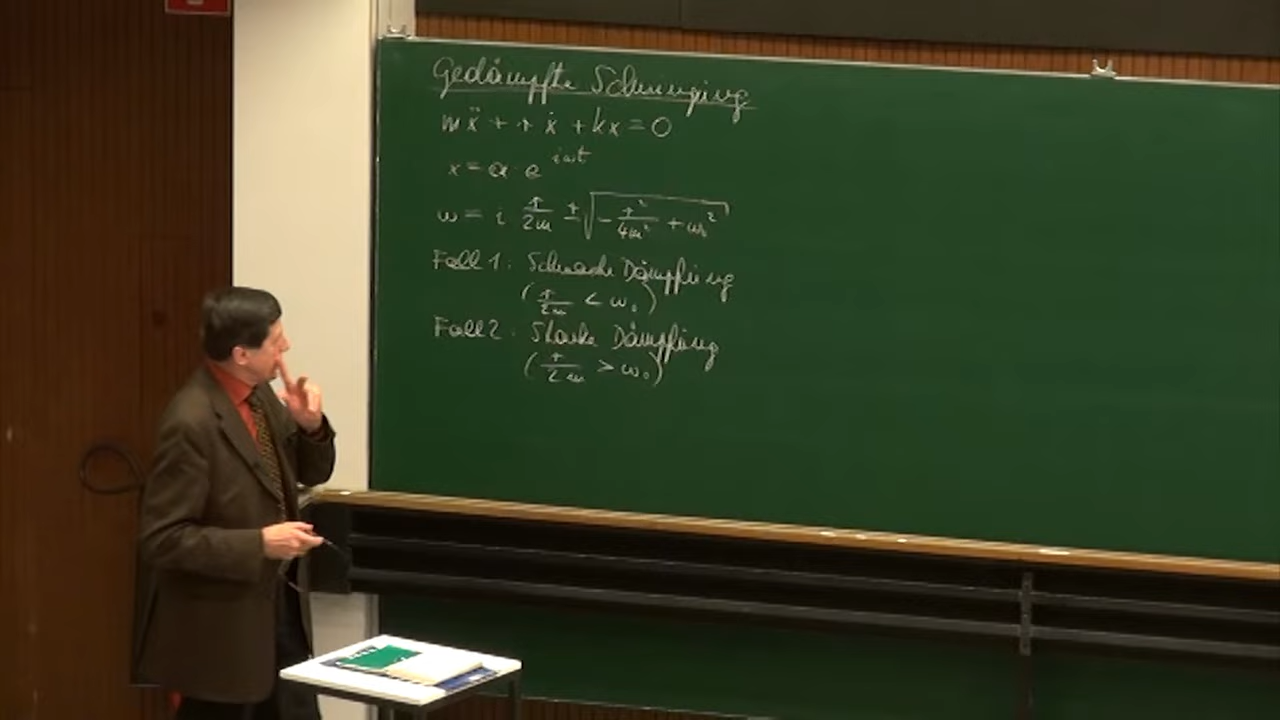 Gedämpfte Schwingung
mẍ + r ẋ + kx = 0
x = a e^{iωt}
ω = i r/2m ± √(-r²/4m² + ω₀²)
Fall 1: Schwache Dämpfung
(r/2m < ω₀)
Fall 2: Starke Dämpfung
(r/2m > ω₀)